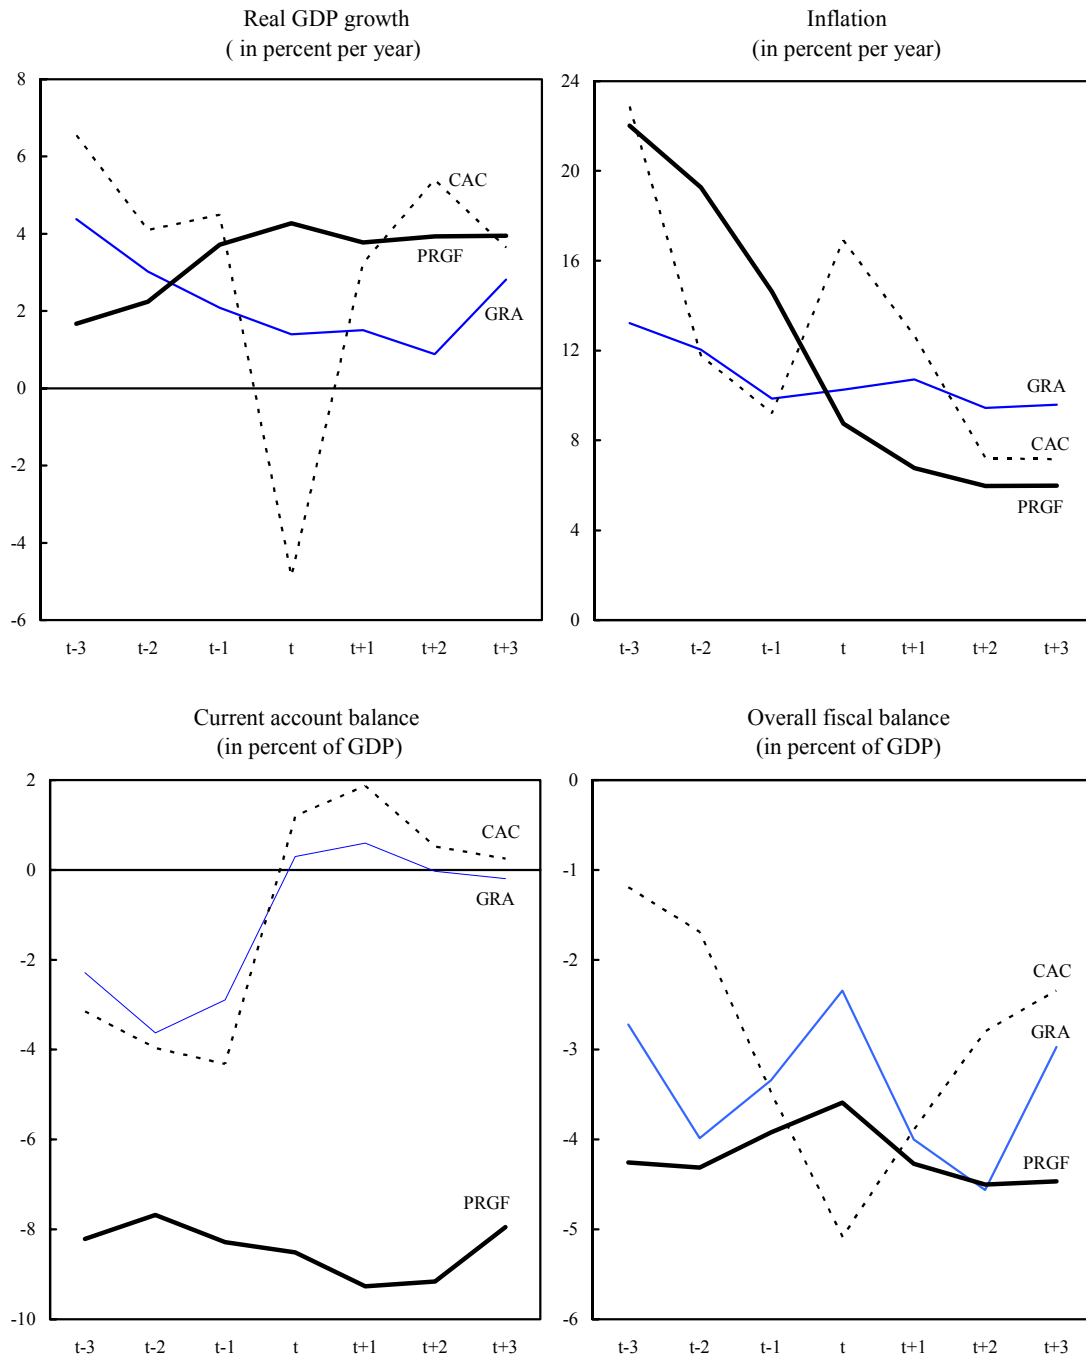 Real GDP growth
( in percent per year)
8
6
4
2
0
-2
-4
-6
CAC
PRGF
GRA
t-3 t-2 t-1 t t+1 t+2 t+3
Inflation
(in percent per year)
24
20
16
12
8
4
0
GRA
CAC
PRGF
t-3 t-2 t-1 t t+1 t+2 t+3
Current account balance
(in percent of GDP)
2
0
-2
-4
-6
-8
-10
CAC
GRA
PRGF
t-3 t-2 t-1 t t+1 t+2 t+3
Overall fiscal balance
(in percent of GDP)
0
-1
-2
-3
-4
-5
-6
CAC
GRA
PRGF
t-3 t-2 t-1 t t+1 t+2 t+3